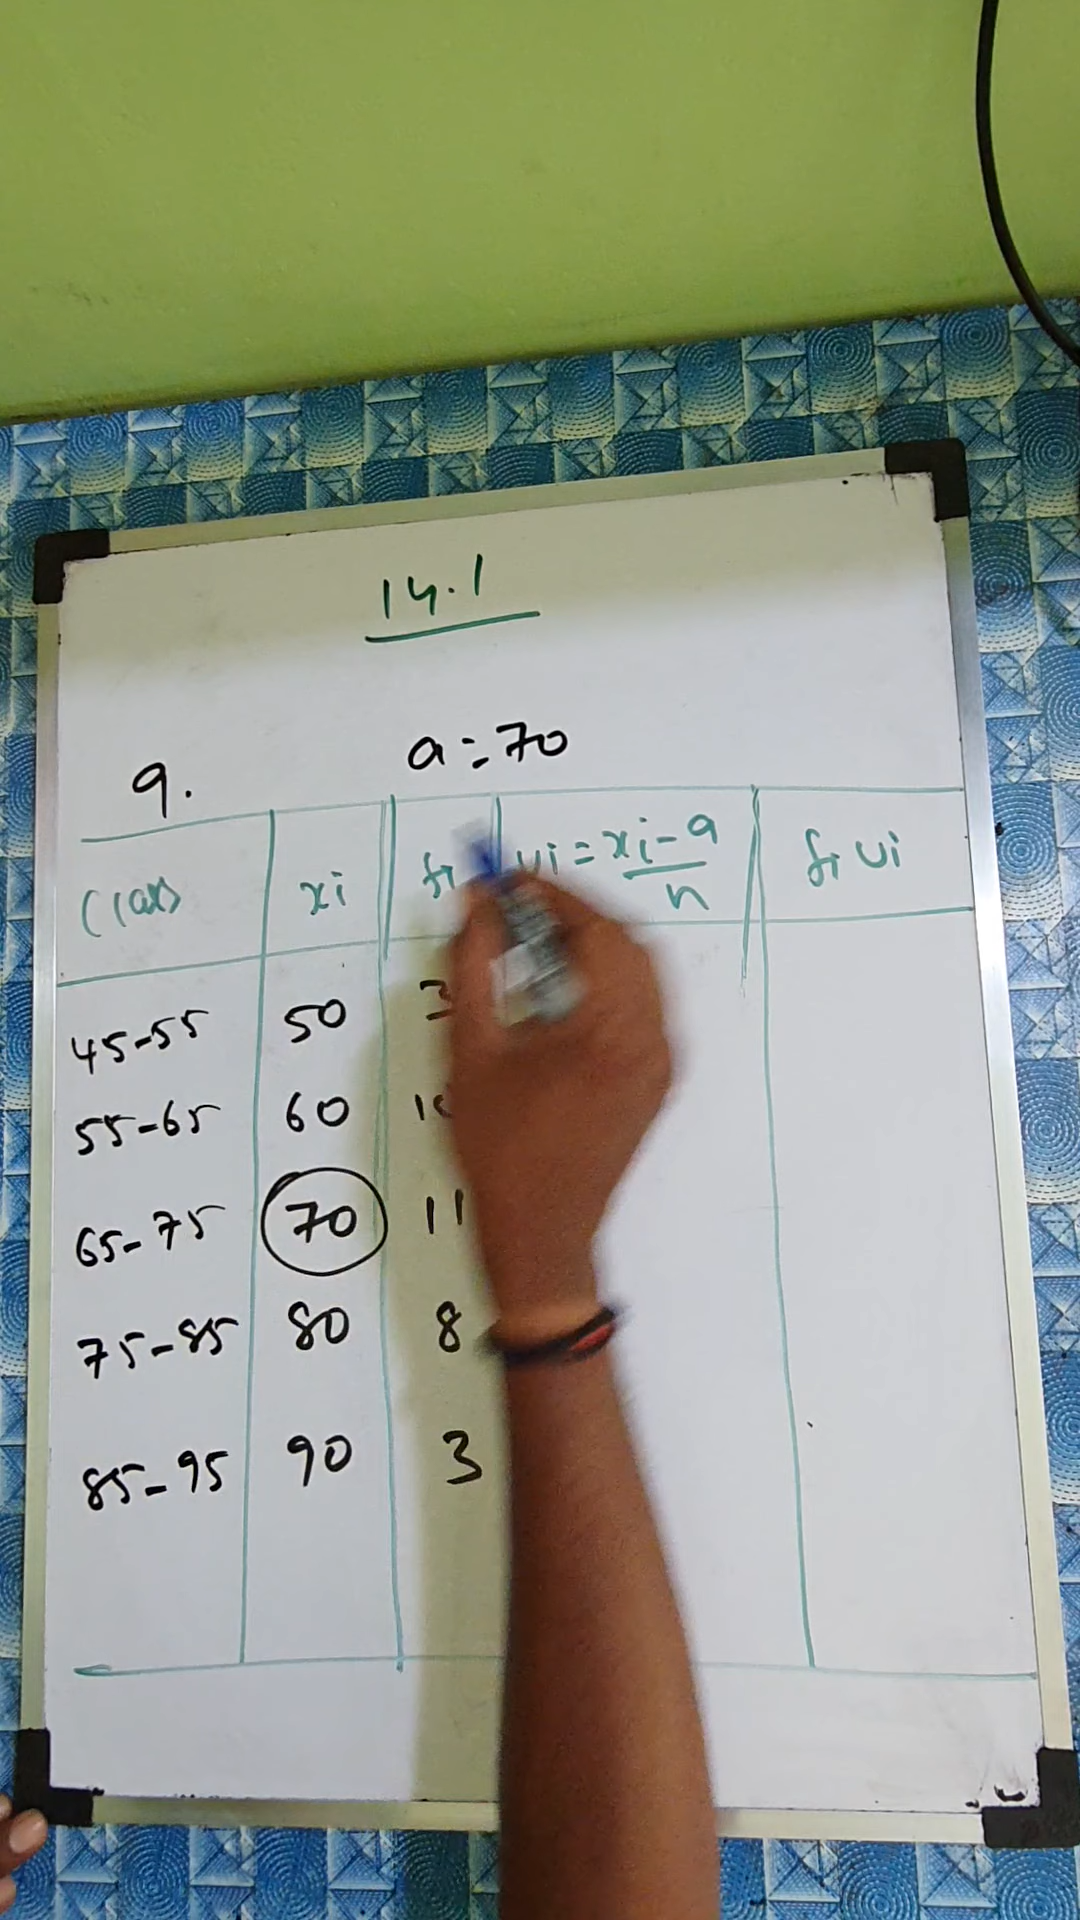 14.1
9. a = 70
Class xi fi ui = xi - a / h fi ui
45-55 50 3
55-65 60
65-75 70 11
75-85 80 8
85-95 90 3